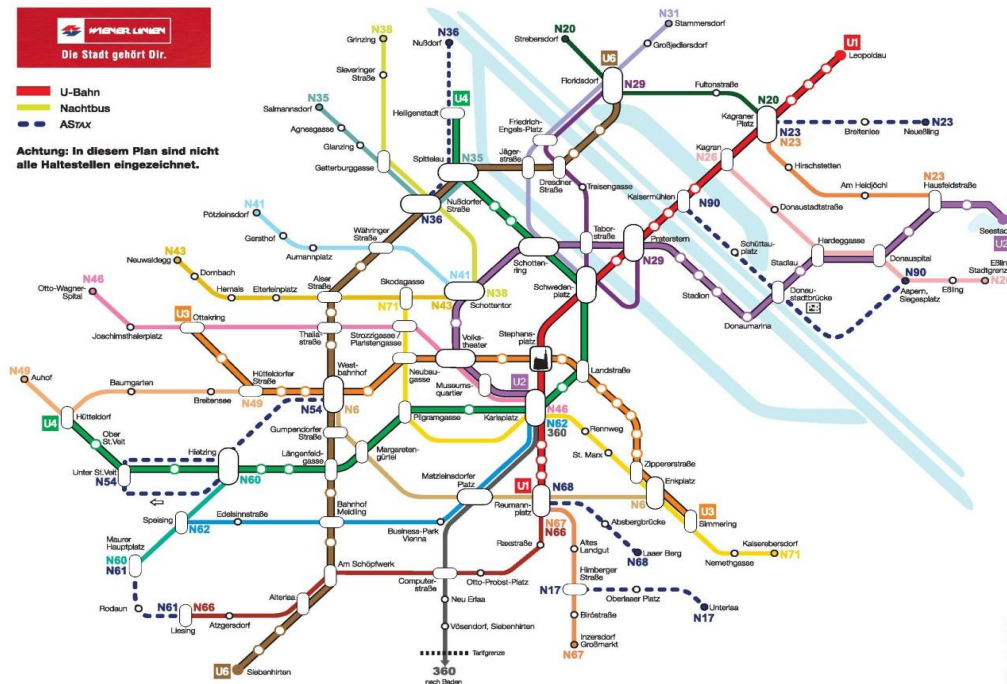 WIENER LINIEN
Die Stadt gehört Dir.
U-Bahn
Nachtbus
ASTAX
Achtung: In diesem Plan sind nicht
alle Haltestellen eingezeichnet.
N38
Grinzing
Sieveringer
Straße
N36
Nußdorf
N35
Salmannsdorf
Agnesgasse
Glanzing
Gatterburggasse
U4
Heiligenstadt
Spittelau
N35
Nußdorfer
Straße
N36
N20
Strebersdorf
U6
Floridsdorf
N29
N31
Stammersdorf
Großjedlersdorf
U1
Leopoldau
Fultonstraße
N20
Kagraner
Platz
N23
N23
Breitenlee
Neueßling
N23
Friedrich-
Engels-Platz
Jäger-
straße
Dresdner
Straße
Traisengasse
Kagran
N26
Hirschstetten
Am Heldjöchl
N23
Hausfeldstraße
U2
Seestadt
Kaisermühlen
N90
Donaustadtstraße
Hardeggasse
Donauspital
Schüttau-
platz
Stadlau
N90
Aspern,
Siegesplatz
Eßling
Eßling
Stadtgrenze
N26
Donau-
stadtbrücke
Donaumarina
Stadion
N41
Pötzleinsdorf
Gersthof
Aumannplatz
Währinger
Straße
N43
Neuwaldegg
Dornbach
Hernals
Elterleinplatz
Alser
Straße
Skodagasse
N41
N38
N43
Schottentor
N71
Schotten-
ring
Tabor-
straße
Praterstern
N29
Schweden-
platz
N46
Otto-Wagner-
Spital
Joachimsthalerplatz
U3
Ottakring
Thalia-
straße
Strozzigasse /
Piaristengasse
Volks-
theater
Stephans-
platz
Landstraße
N49
Auhof
Baumgarten
Breitensee
Hütteldorfer
Straße
N49
West-
bahnhof
N54
N6
Neubau-
gasse
Museums-
quartier
U2
N46
N62
360
Karlsplatz
Pilgramgasse
U4
Hütteldorf
Ober
St.Veit
Unter St.Veit
N54
Hietzing
N60
Gumpendorfer
Straße
Längenfeld-
gasse
Margareten-
gürtel
Rennweg
St. Marx
Zippererstraße
Enkplatz
N6
U3
Simmering
Kaiserebersdorf
N71
Nemethgasse
Matzleinsdorfer
Platz
U1
N68
Reumann-
platz
N67
N66
Absbergbrücke
Laaer Berg
N68
Speising
N62
Edelsinnstraße
Bahnhof
Meidling
Business-Park
Vienna
Raxstraße
Altes
Landgut
Maurer
Hauptplatz
N60
N61
Am Schöpfwerk
Computer-
straße
Otto-Probst-Platz
Himberger
Straße
N17
Oberlaaer Platz
Unterlaa
N17
Rodaun
N61
N66
Liesing
Atzgersdorf
Alterlaa
Neu Erlaa
Vösendorf, Siebenhirten
Biróstraße
Inzersdorf
Großmarkt
N67
U6
Siebenhirten
Tarifgrenze
360
nach Baden